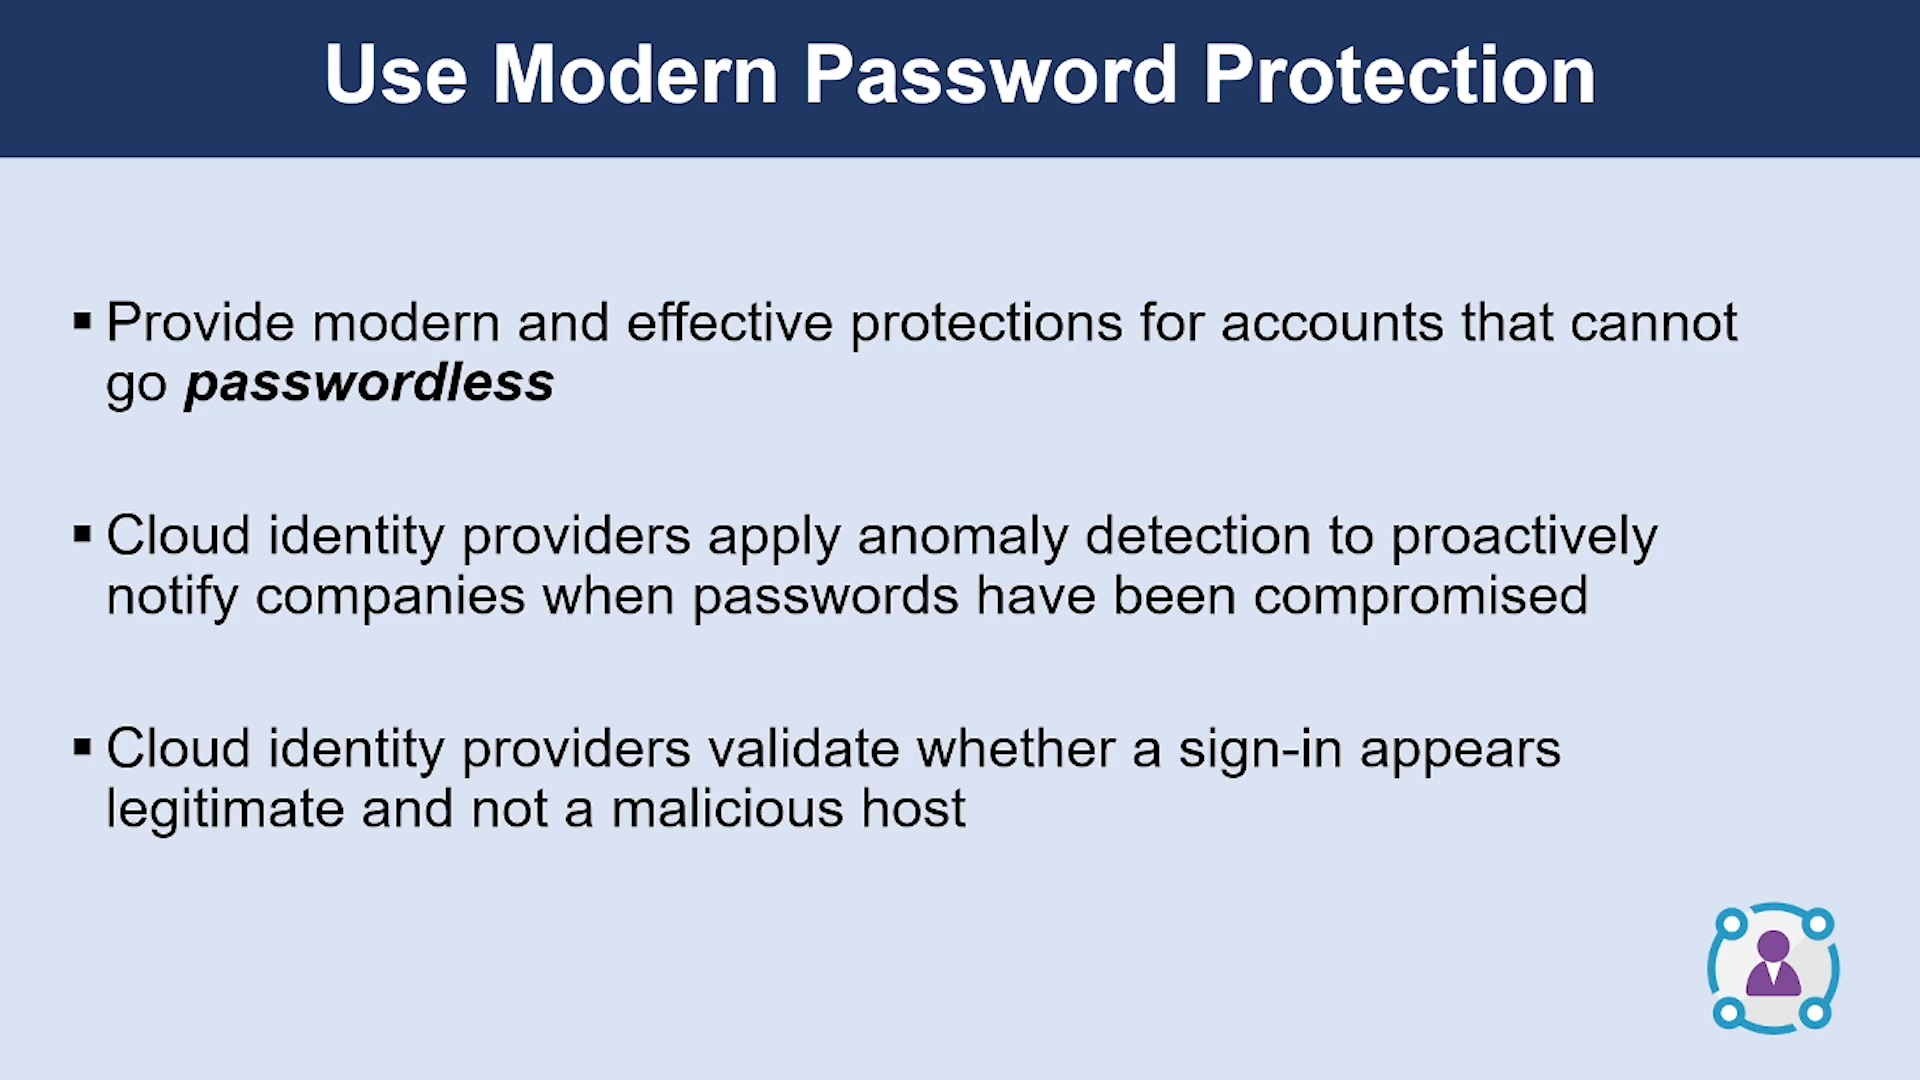 Use Modern Password Protection
▪ Provide modern and effective protections for accounts that cannot
go passwordless
▪ Cloud identity providers apply anomaly detection to proactively
notify companies when passwords have been compromised
▪ Cloud identity providers validate whether a sign-in appears
legitimate and not a malicious host